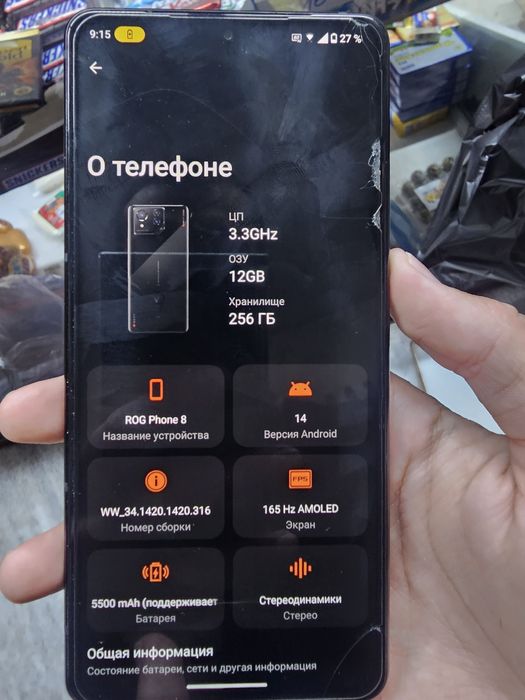 9:15
27 %
О телефоне
ЦП
3.3GHz
ОЗУ
12GB
Хранилище
256 ГБ
ROG Phone 8
Название устройства
14
Версия Android
WW_34.1420.1420.316
Номер сборки
FPS
165 Hz AMOLED
Экран
5500 mAh (поддерживает
Батарея
Стереодинамики
Стерео
Общая информация
Состояние батареи, сети и другая информация
SNICKERS